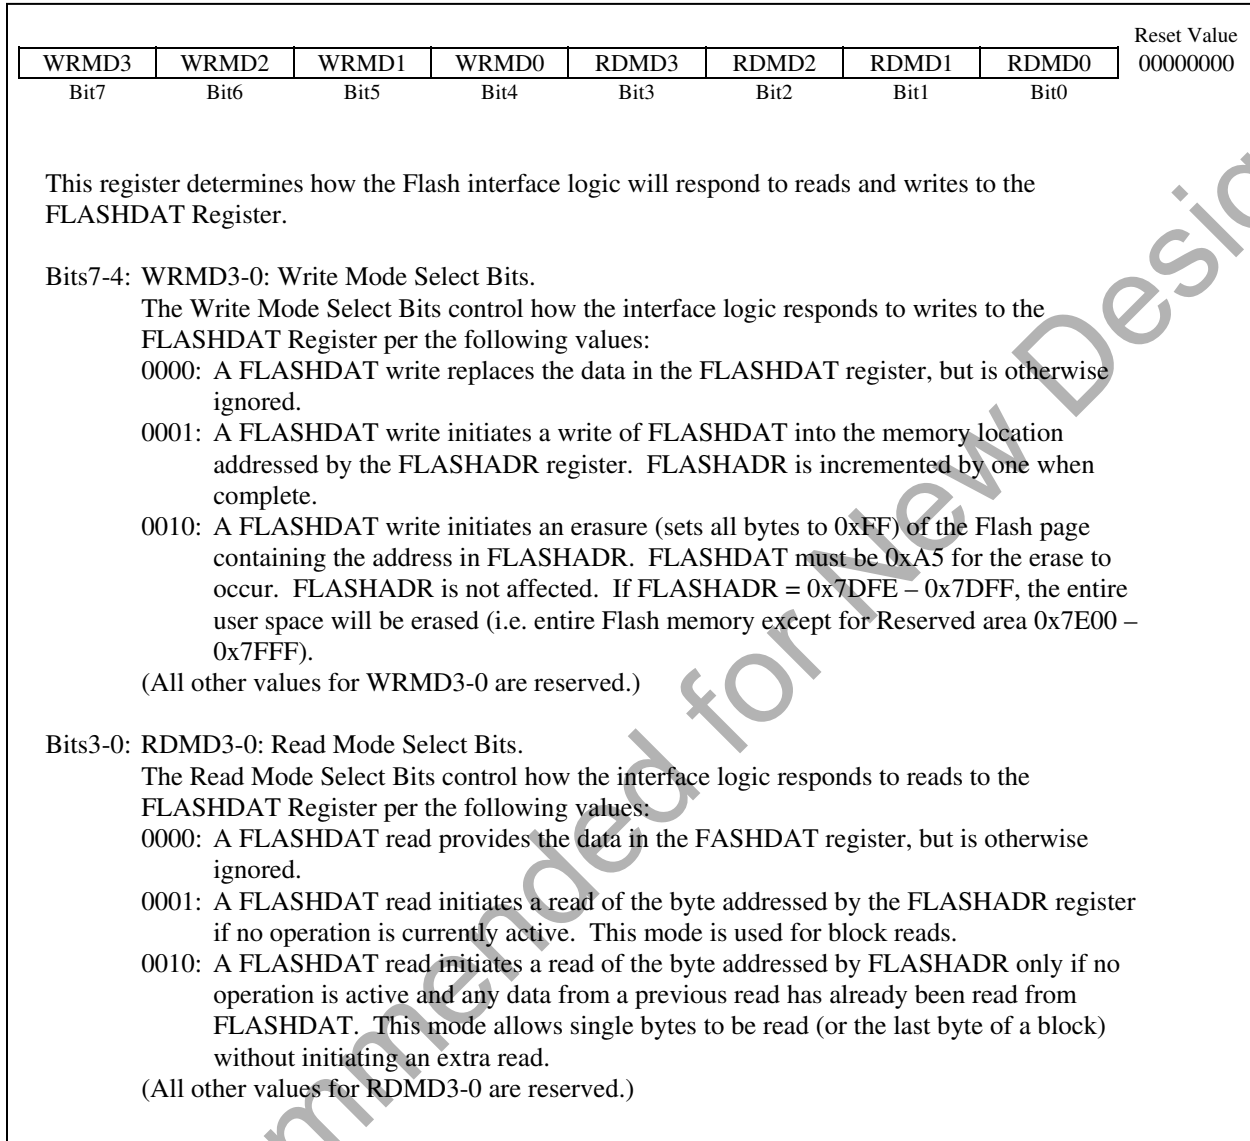 Reset Value
WRMD3 WRMD2 WRMD1 WRMD0 RDMD3 RDMD2 RDMD1 RDMD0 00000000
Bit7 Bit6 Bit5 Bit4 Bit3 Bit2 Bit1 Bit0
This register determines how the Flash interface logic will respond to reads and writes to the
FLASHDAT Register.
Bits7-4: WRMD3-0: Write Mode Select Bits.
The Write Mode Select Bits control how the interface logic responds to writes to the
FLASHDAT Register per the following values:
0000: A FLASHDAT write replaces the data in the FLASHDAT register, but is otherwise
ignored.
0001: A FLASHDAT write initiates a write of FLASHDAT into the memory location
addressed by the FLASHADR register. FLASHADR is incremented by one when
complete.
0010: A FLASHDAT write initiates an erasure (sets all bytes to 0xFF) of the Flash page
containing the address in FLASHADR. FLASHDAT must be 0xA5 for the erase to
occur. FLASHADR is not affected. If FLASHADR = 0x7DFE – 0x7DFF, the entire
user space will be erased (i.e. entire Flash memory except for Reserved area 0x7E00 –
0x7FFF).
(All other values for WRMD3-0 are reserved.)
Bits3-0: RDMD3-0: Read Mode Select Bits.
The Read Mode Select Bits control how the interface logic responds to reads to the
FLASHDAT Register per the following values:
0000: A FLASHDAT read provides the data in the FASHDAT register, but is otherwise
ignored.
0001: A FLASHDAT read initiates a read of the byte addressed by the FLASHADR register
if no operation is currently active. This mode is used for block reads.
0010: A FLASHDAT read initiates a read of the byte addressed by FLASHADR only if no
operation is active and any data from a previous read has already been read from
FLASHDAT. This mode allows single bytes to be read (or the last byte of a block)
without initiating an extra read.
(All other values for RDMD3-0 are reserved.)
mmended for New Desig